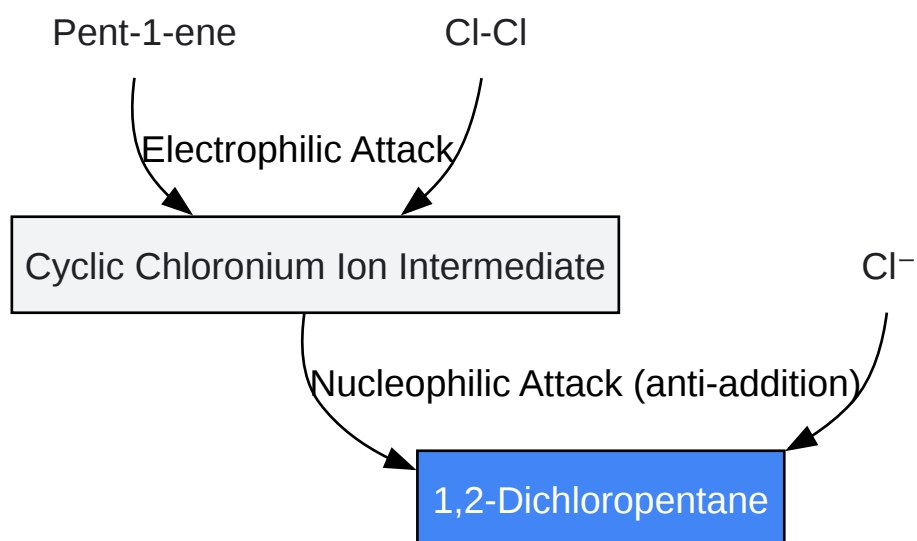 Pent-1-ene
Cl-Cl
Electrophilic Attack
Cyclic Chloronium Ion Intermediate
Cl⁻
Nucleophilic Attack (anti-addition)
1,2-Dichloropentane